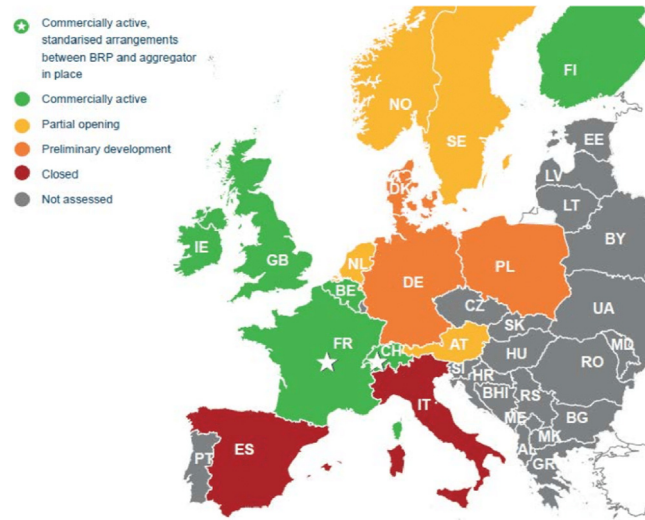 Commercially active,
standarised arrangements
between BRP and aggregator
in place
Commercially active
Partial opening
Preliminary development
Closed
Not assessed
FI
NO
SE
EE
LV
LT
DK
IE
GB
NL
BE
DE
PL
BY
CZ
UA
SK
FR
CH
AT
HU
MD
SI
HR
RO
BHI
RS
IT
ME
BG
MK
AL
GR
PT
ES